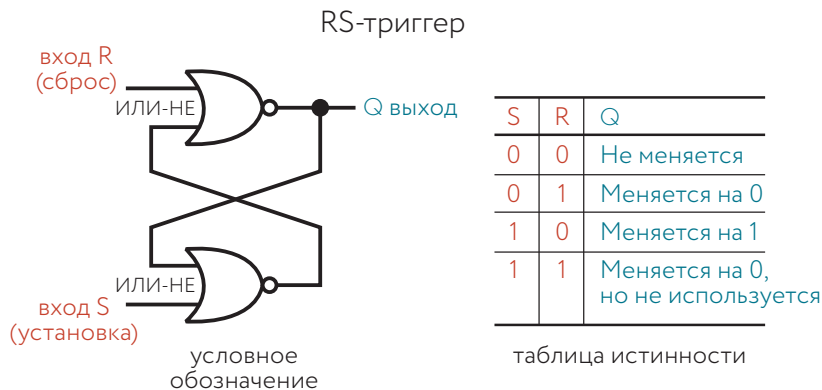 RS-триггер
вход R
(сброс)
ИЛИ-НЕ
Q выход
ИЛИ-НЕ
вход S
(установка)
условное
обозначение
S R Q
0 0 Не меняется
0 1 Меняется на 0
1 0 Меняется на 1
1 1 Меняется на 0,
но не используется
таблица истинности